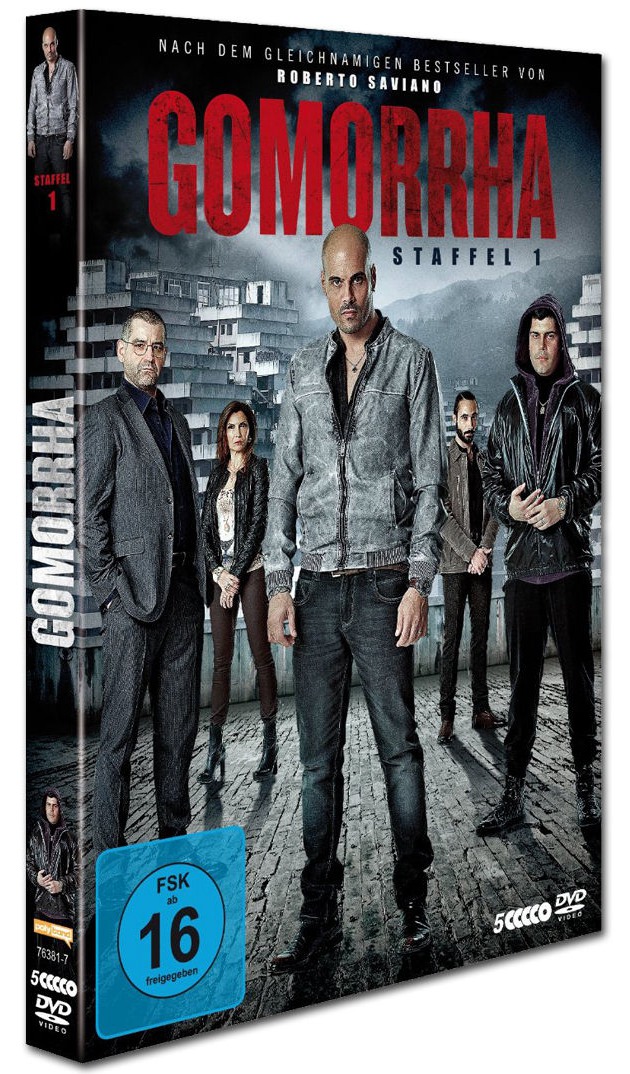 NACH DEM GLEICHNAMIGEN BESTSELLER VON
ROBERTO SAVIANO
GOMORRHA
STAFFEL 1
FSK
ab
16
freigegeben
5 DVD
VIDEO
STAFFEL
1
GOMORRHA
polyband
76381-7
5
DVD
VIDEO